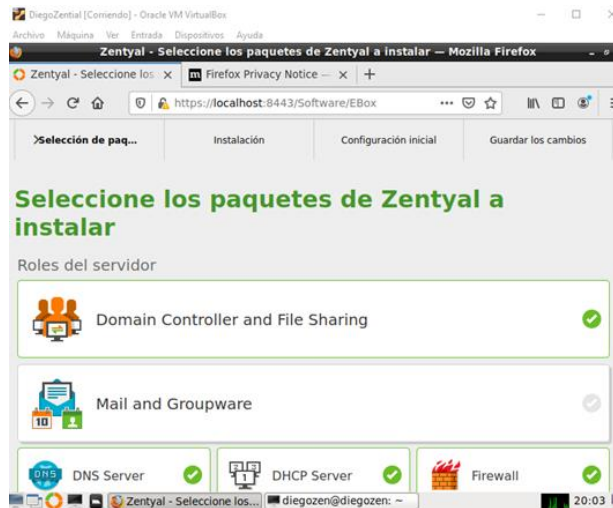 DiegoZential [Corriendo] - Oracle VM VirtualBox
Archivo Máquina Ver Entrada Dispositivos Ayuda
Zentyal - Seleccione los paquetes de Zentyal a instalar — Mozilla Firefox
Zentyal - Seleccione los
Firefox Privacy Notice —
https://localhost:8443/Software/EBox
Selección de paq...
Instalación
Configuración inicial
Guardar los cambios
Seleccione los paquetes de Zentyal a
instalar
Roles del servidor
Domain Controller and File Sharing
Mail and Groupware
10
DNS
DNS Server
1
DHCP Server
Firewall
Zentyal - Seleccione los...
diegozen@diegozen: ~
20:03